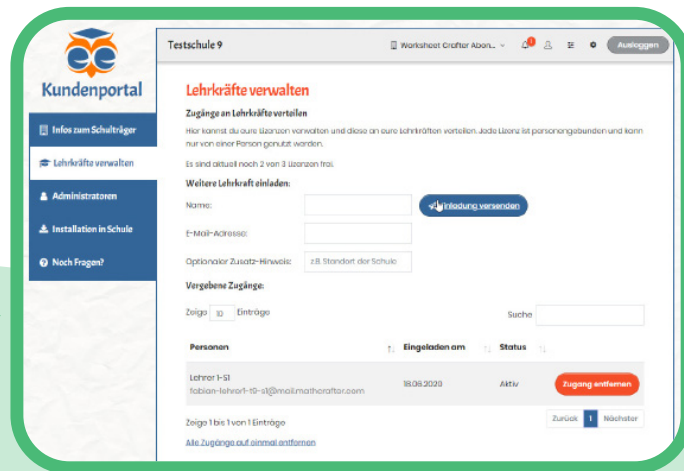 Testschule 9
Worksheet Crafter Abon...
Ausloggen
Kundenportal
Infos zum Schulträger
Lehrkräfte verwalten
Administratoren
Installation in Schule
Noch Fragen?
Lehrkräfte verwalten
Zugänge an Lehrkräfte verteilen
Hier kannst du eure Lizenzen verwalten und diese an eure Lehrkräften verteilen. Jede Lizenz ist personengebunden und kann
nur von einer Person genutzt werden.
Es sind aktuell noch 2 von 3 Lizenzen frei.
Weitere Lehrkraft einladen:
Name:
Einladung versenden
E-Mail-Adresse:
Optionaler Zusatz-Hinweis: z.B. Standort der Schule
Vergebene Zugänge:
Zeige 10 Einträge
Suche
Personen Eingeladen am Status
Lehrer 1-S1
fabian-lehrer1-t9-s1@mail.mathcrafter.com
18.06.2020 Aktiv Zugang entfernen
Zeige 1 bis 1 von 1 Einträge
Zurück 1 Nächster
Alle Zugänge auf einmal entfernen